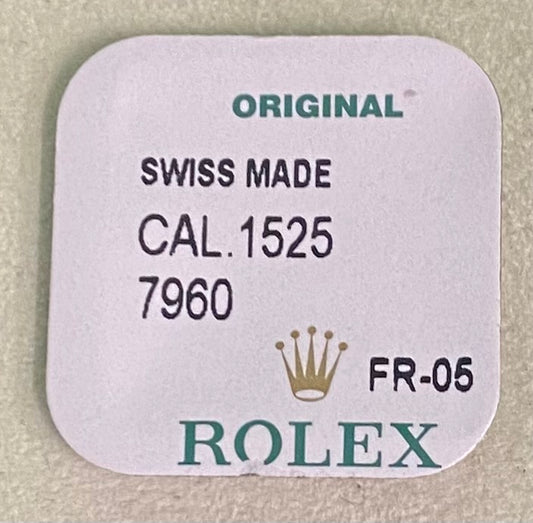 ORIGINAL
SWISS MADE
CAL.1525
7960
FR-05
ROLEX